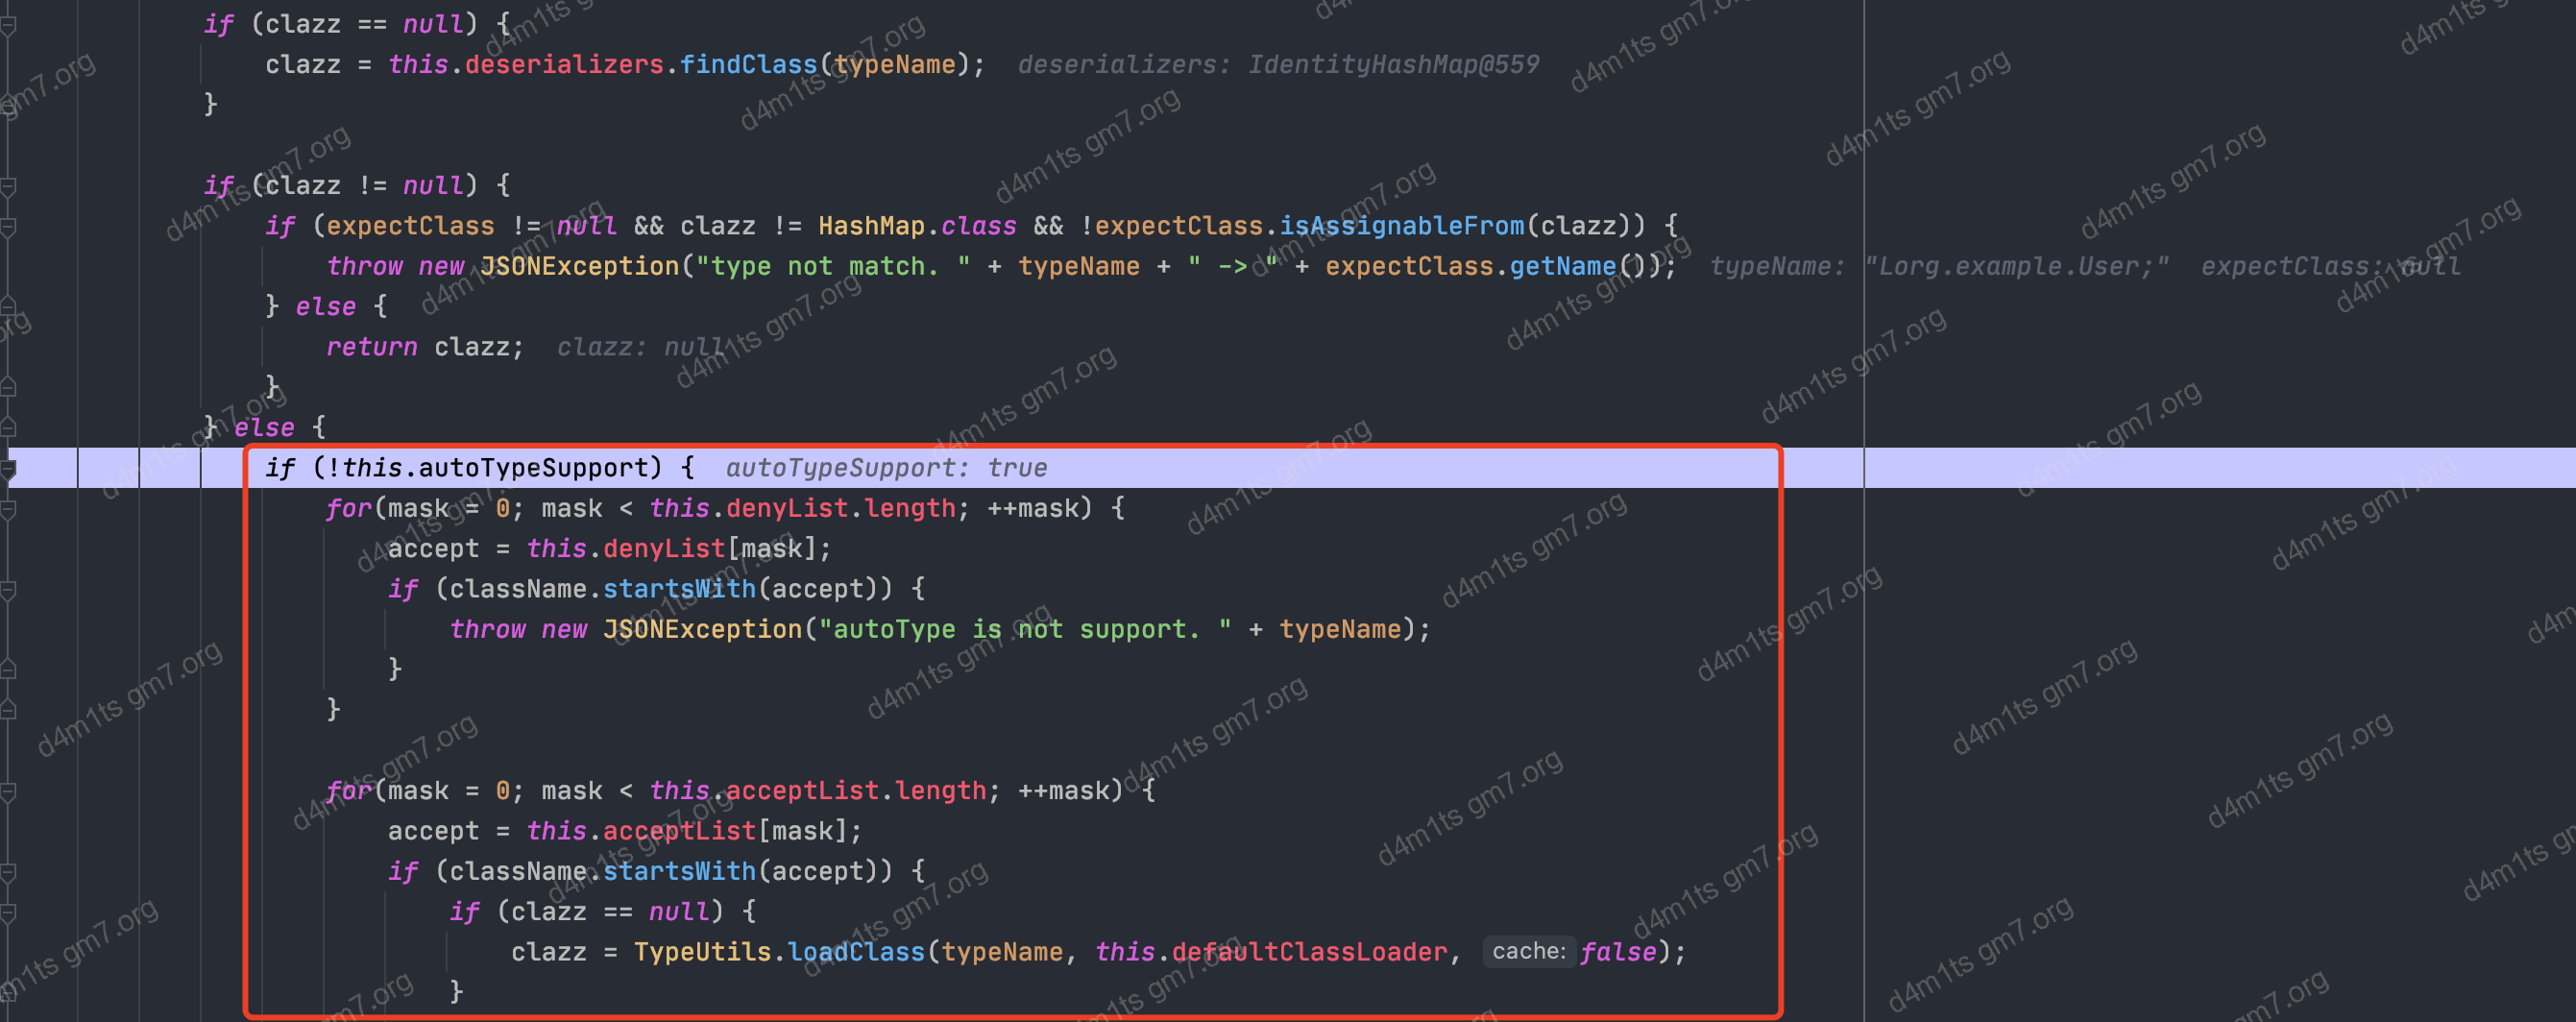 if (clazz == null) {
clazz = this.deserializers.findClass(typeName); deserializers: IdentityHashMap@559
}
if (clazz != null) {
if (expectClass != null && clazz != HashMap.class && !expectClass.isAssignableFrom(clazz)) {
throw new JSONException("type not match. " + typeName + " -> " + expectClass.getName()); typeName: "Lorg.example.User;" expectClass: null
} else {
return clazz; clazz: null
}
} else {
if (!this.autoTypeSupport) { autoTypeSupport: true
for(mask = 0; mask < this.denyList.length; ++mask) {
accept = this.denyList[mask];
if (className.startsWith(accept)) {
throw new JSONException("autoType is not support. " + typeName);
}
}
for(mask = 0; mask < this.acceptList.length; ++mask) {
accept = this.acceptList[mask];
if (className.startsWith(accept)) {
if (clazz == null) {
clazz = TypeUtils.loadClass(typeName, this.defaultClassLoader, cache: false);
}
d4m1ts gm7.org